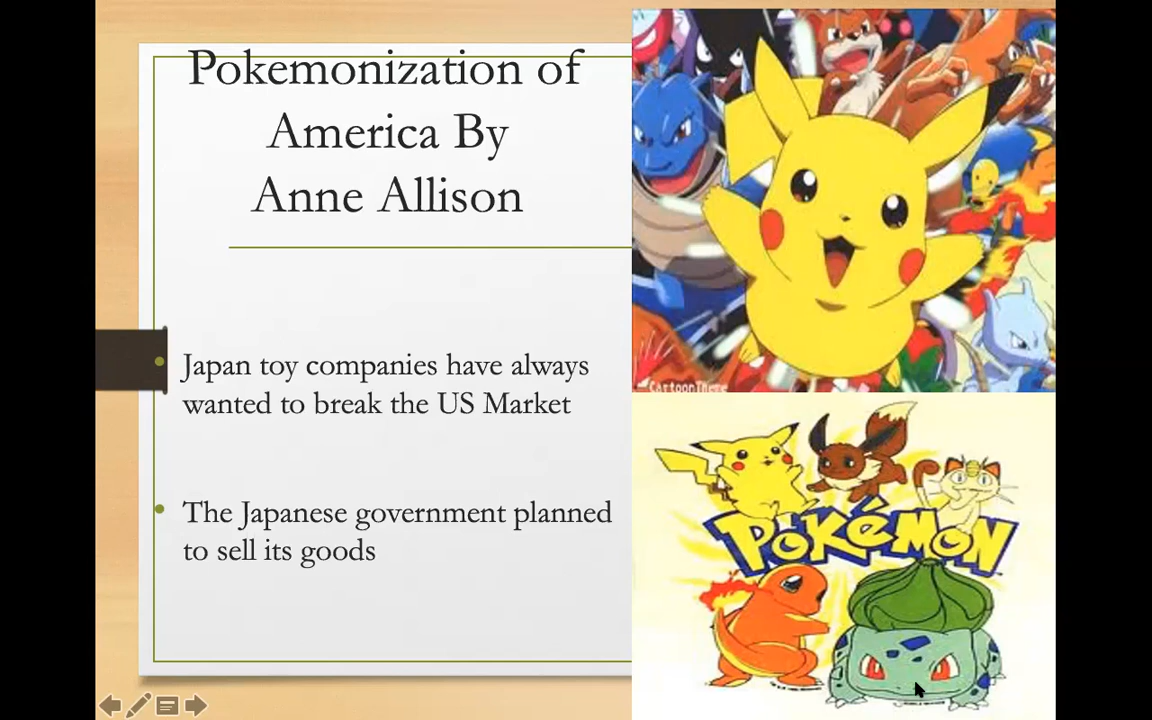 Pokemonization of
America By
Anne Allison
• Japan toy companies have always
wanted to break the US Market
• The Japanese government planned
to sell its goods
CartoonTheme
POKéMON